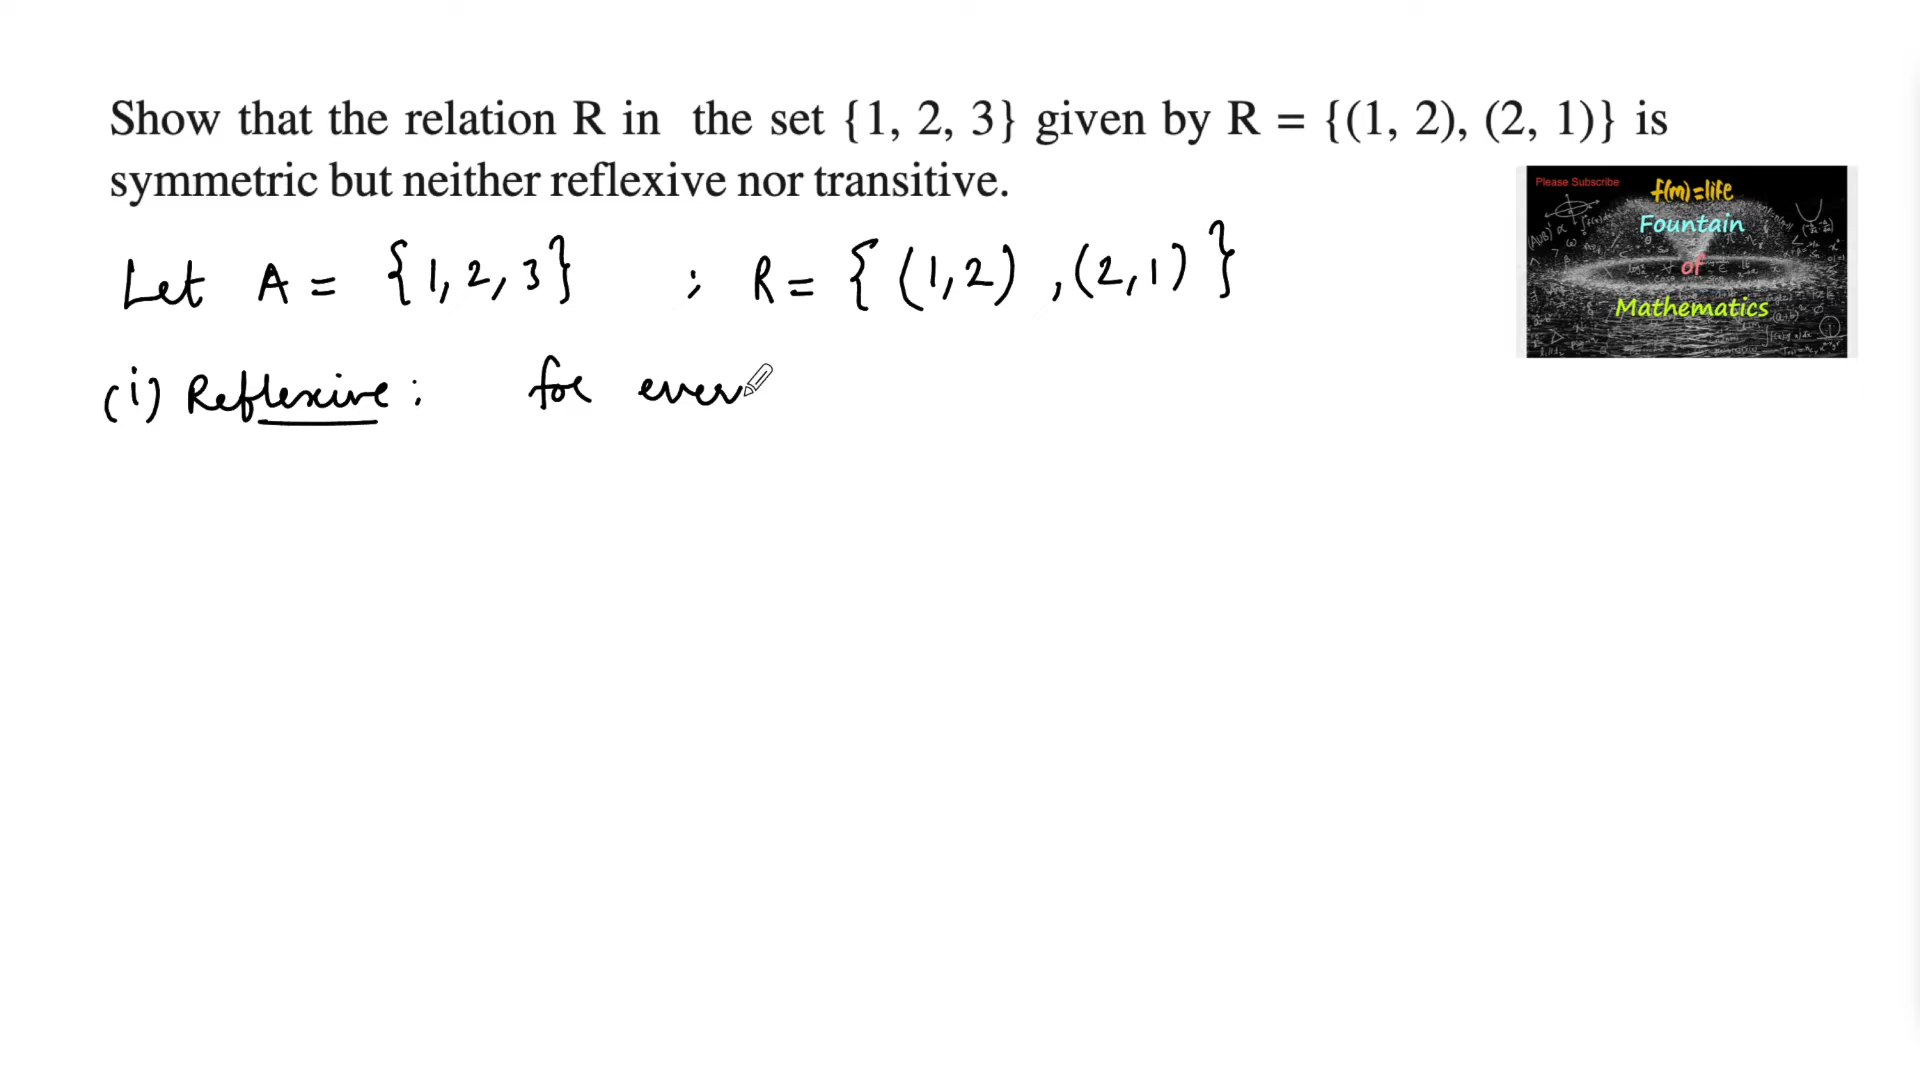 Show that the relation R in the set {1, 2, 3} given by R = {(1, 2), (2, 1)} is
symmetric but neither reflexive nor transitive.
Please Subscribe
f(m)=life
Fountain
of
Mathematics
Let A = {1, 2, 3} ; R = { (1,2) , (2,1) }
(i) Reflexive : for ever